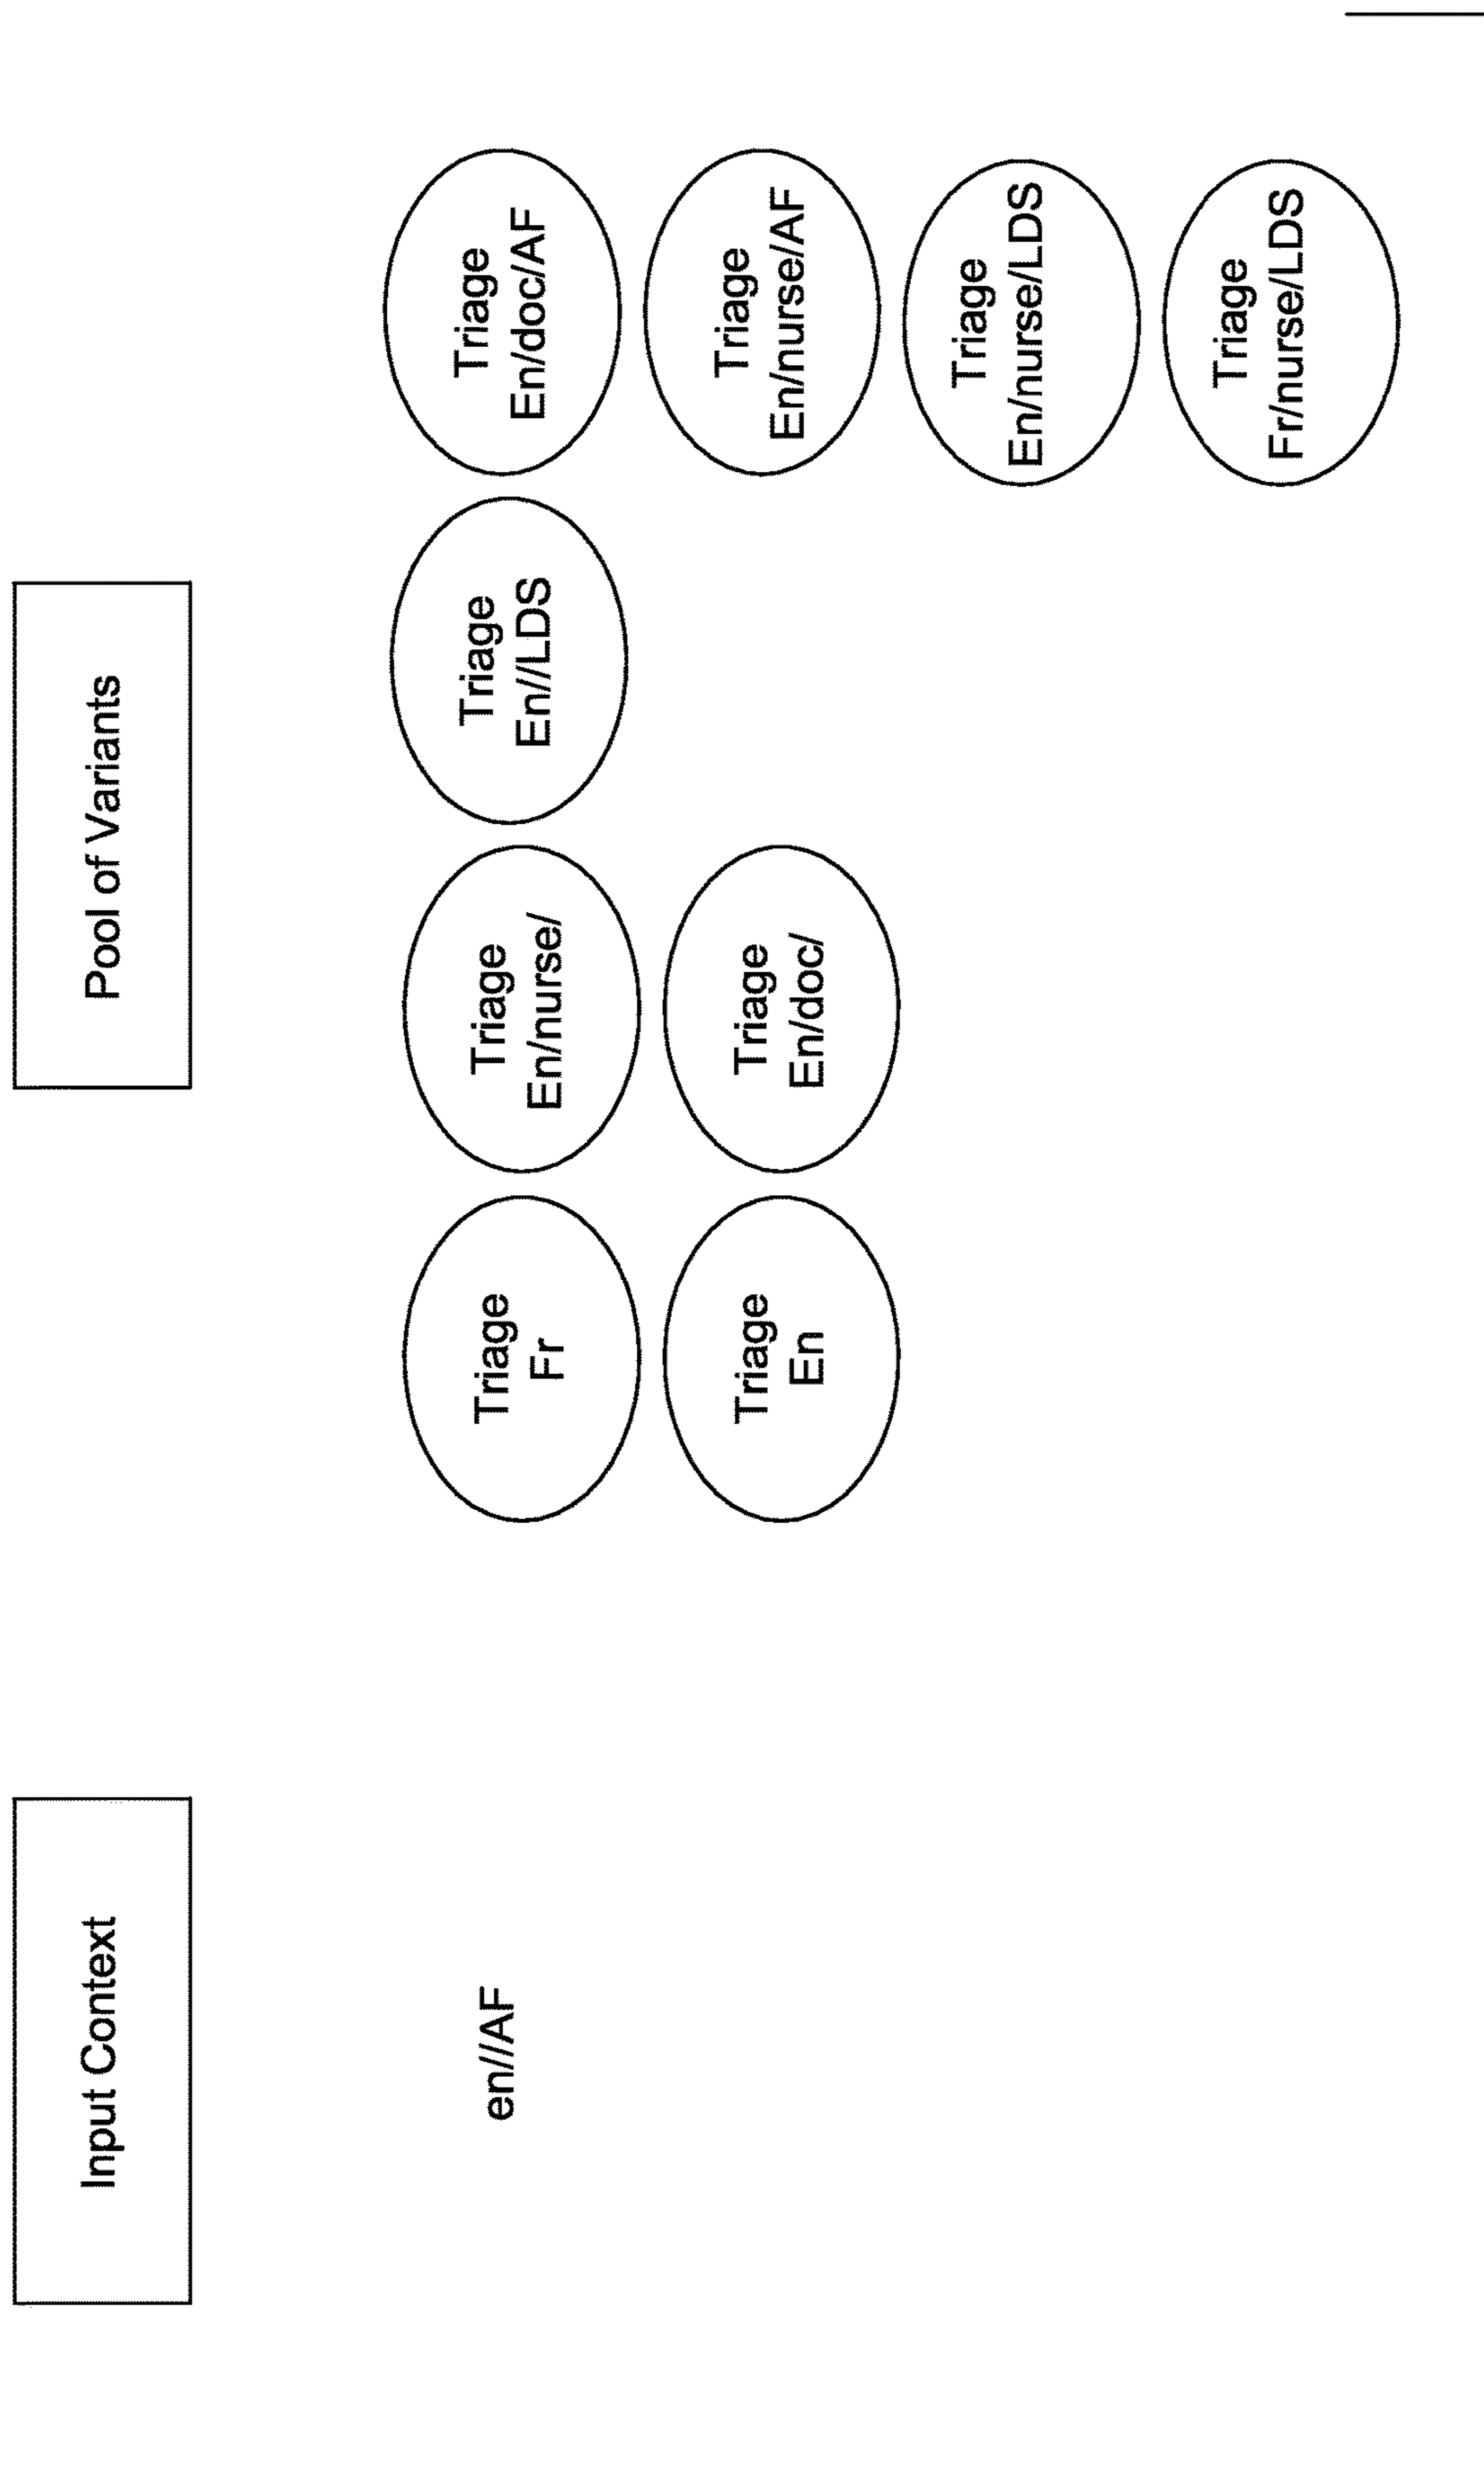 Input Context
Pool of Variants
en//AF
Triage
Fr
Triage
En/nurse/
Triage
En//LDS
Triage
En/doc/AF
Triage
En
Triage
En/doc/
Triage
En/nurse/AF
Triage
En/nurse/LDS
Triage
Fr/nurse/LDS